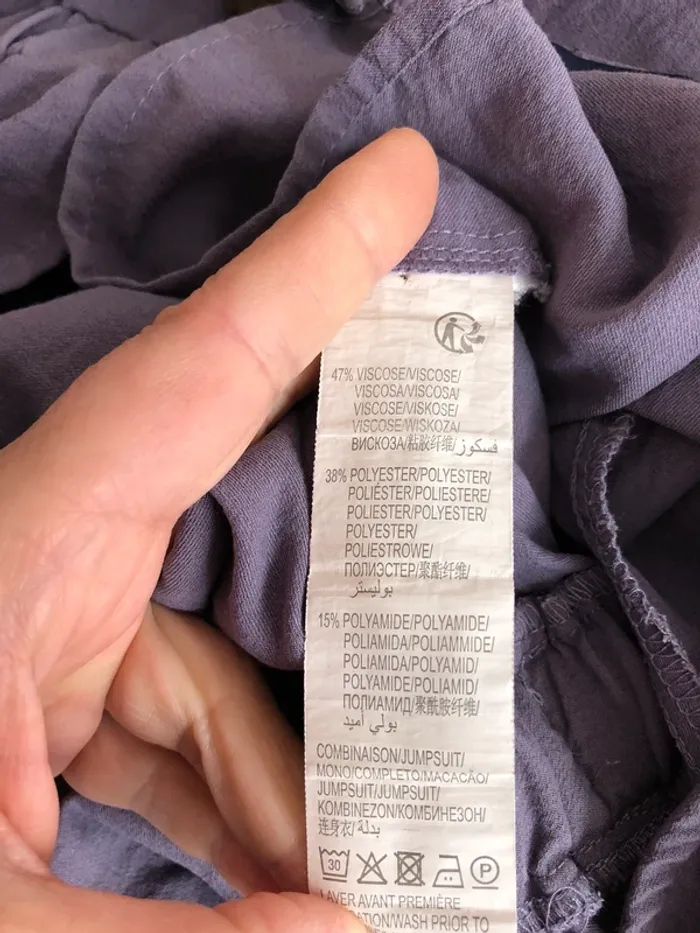 47% VISCOSE/VISCOSE/
VISCOSA/VISCOSA/
VISCOSE/VISKOSE/
VISCOSE/WISKOZA/
ВИСКОЗА/粘胶纤维/فسكوز
38% POLYESTER/POLYESTER/
POLIÉSTER/POLIESTERE/
POLIESTER/POLYESTER/
POLYESTER/
POLIESTROWE/
ПОЛИЭСТЕР/聚酯纤维/
بوليستر
15% POLYAMIDE/POLYAMIDE/
POLIAMIDA/POLIAMMIDE/
POLIAMIDA/POLYAMID/
POLYAMIDE/POLIAMID/
ПОЛИАМИД/聚酰胺纤维/
بولي أميد
COMBINAISON/JUMPSUIT/
MONO/COMPLETO/MACACÃO/
JUMPSUIT/JUMPSUIT/
KOMBINEZON/КОМБИНЕЗОН/
连身衣/بدلة
30 P
LAVER AVANT PREMIÈRE
WASH PRIOR TO